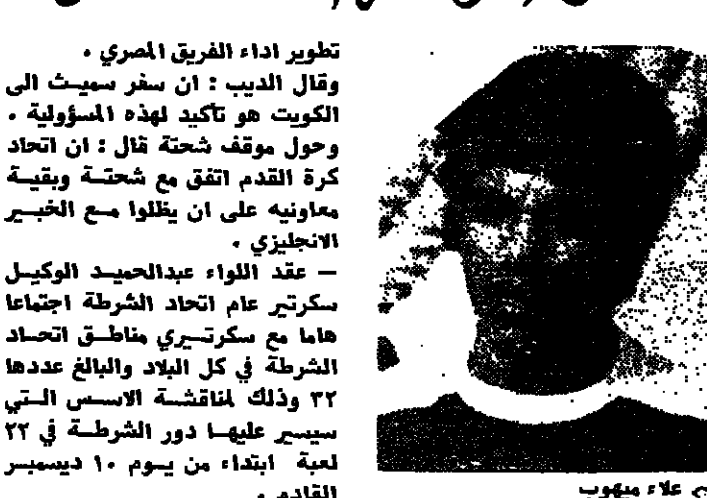 تطوير اداء الفريق المصري .
وقال الديب : ان سفر سميث الى
الكويت هو تأكيد لهذه المسؤولية .
وحول موقف شحتة قال : ان اتحاد
كرة القدم اتفق مع شحتة وبقية
معاونيه على ان يظلوا مع الخبير
الانجليزي .
— عقد اللواء عبدالحميد الوكيل
سكرتير عام اتحاد الشرطة اجتماعا
هاما مع سكرتيري مناطق اتحاد
الشرطة في كل البلاد والبالغ عددها
٣٢ وذلك لمناقشة الاسس التي
سيسير عليها دور الشرطة في ٢٢
لعبة ابتداء من يوم ١٠ ديسمبر
القادم .
علاء ميهوب